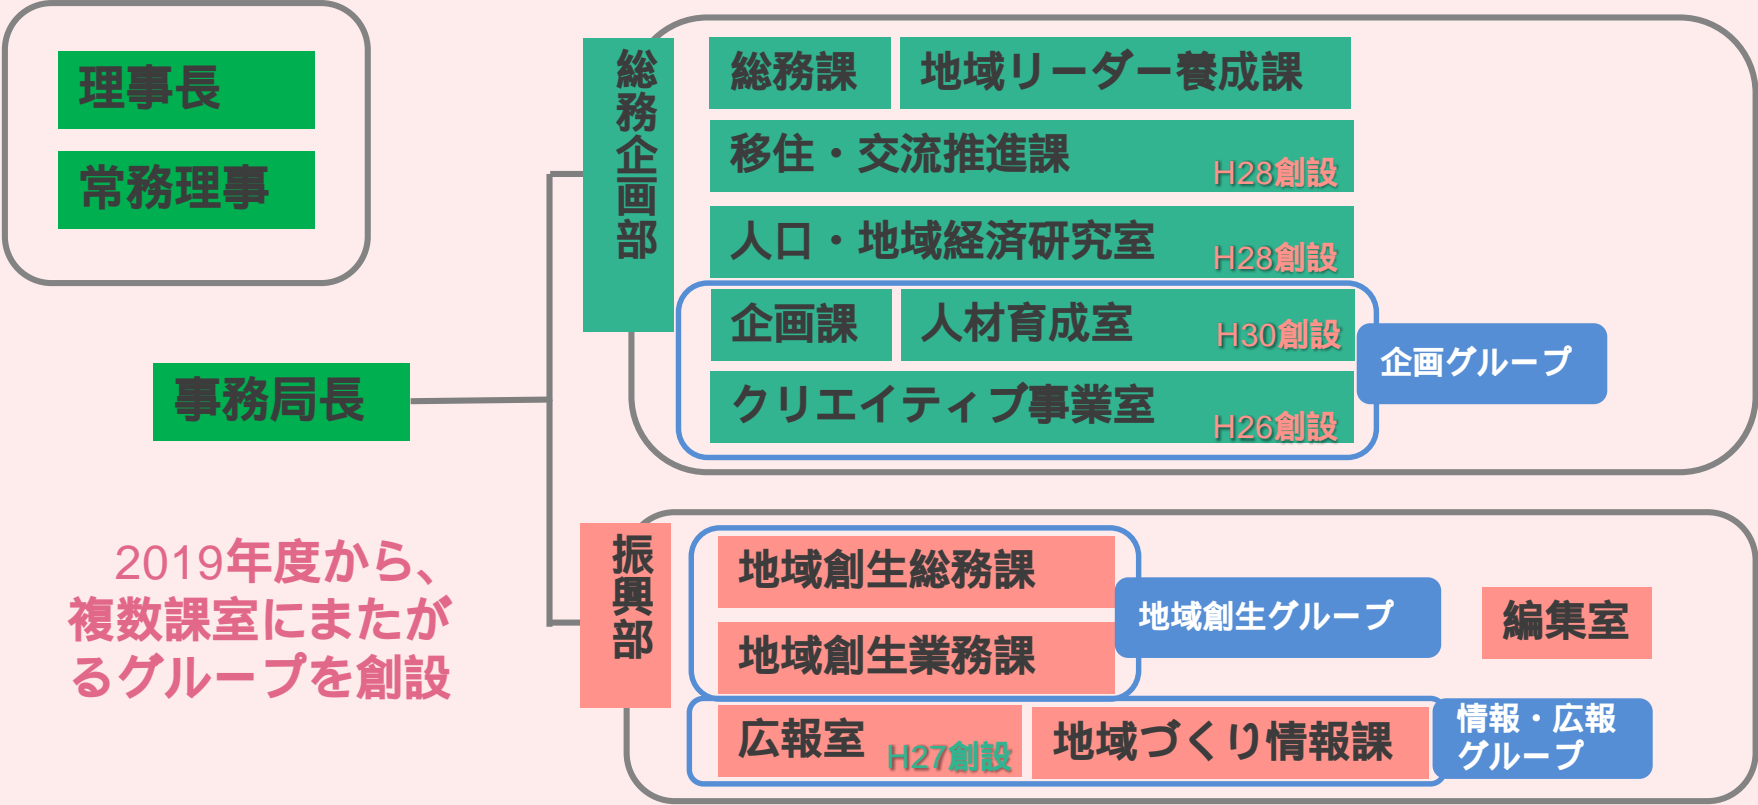 理事長
常務理事
事務局長
2019年度から、
複数課室にまたが
るグループを創設
総務企画部
総務課
地域リーダー養成課
移住・交流推進課
H28創設
人口・地域経済研究室
H28創設
企画課
人材育成室
H30創設
クリエイティブ事業室
H26創設
企画グループ
振興部
地域創生総務課
地域創生業務課
地域創生グループ
編集室
広報室
H27創設
地域づくり情報課
情報・広報
グループ